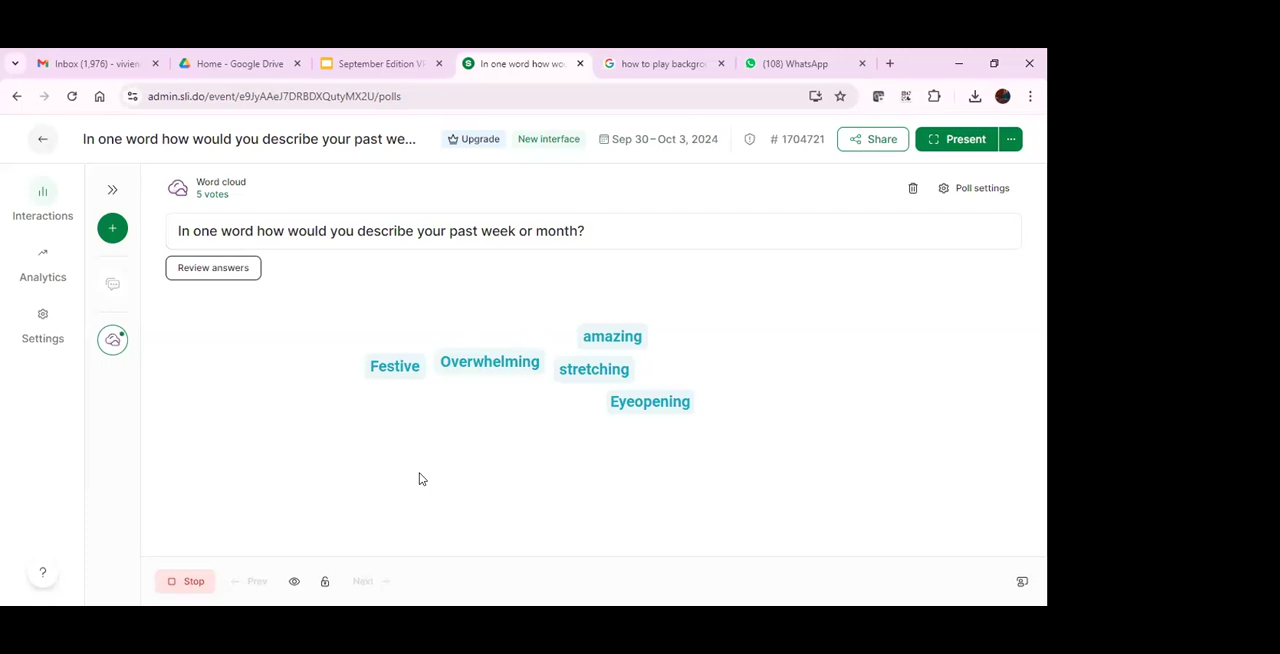 Inbox (1,976) - vivien
Home - Google Drive
September Edition V
In one word how wo
how to play backgro
(108) WhatsApp
admin.sli.do/event/e9JyAAeJ7DRBDXQutyMX2U/polls
In one word how would you describe your past we...
Upgrade
New interface
Sep 30 – Oct 3, 2024
# 1704721
Share
Present
Interactions
Analytics
Settings
Word cloud
5 votes
Poll settings
In one word how would you describe your past week or month?
Review answers
amazing
Festive
Overwhelming
stretching
Eyeopening
?
Stop
Prev
Next